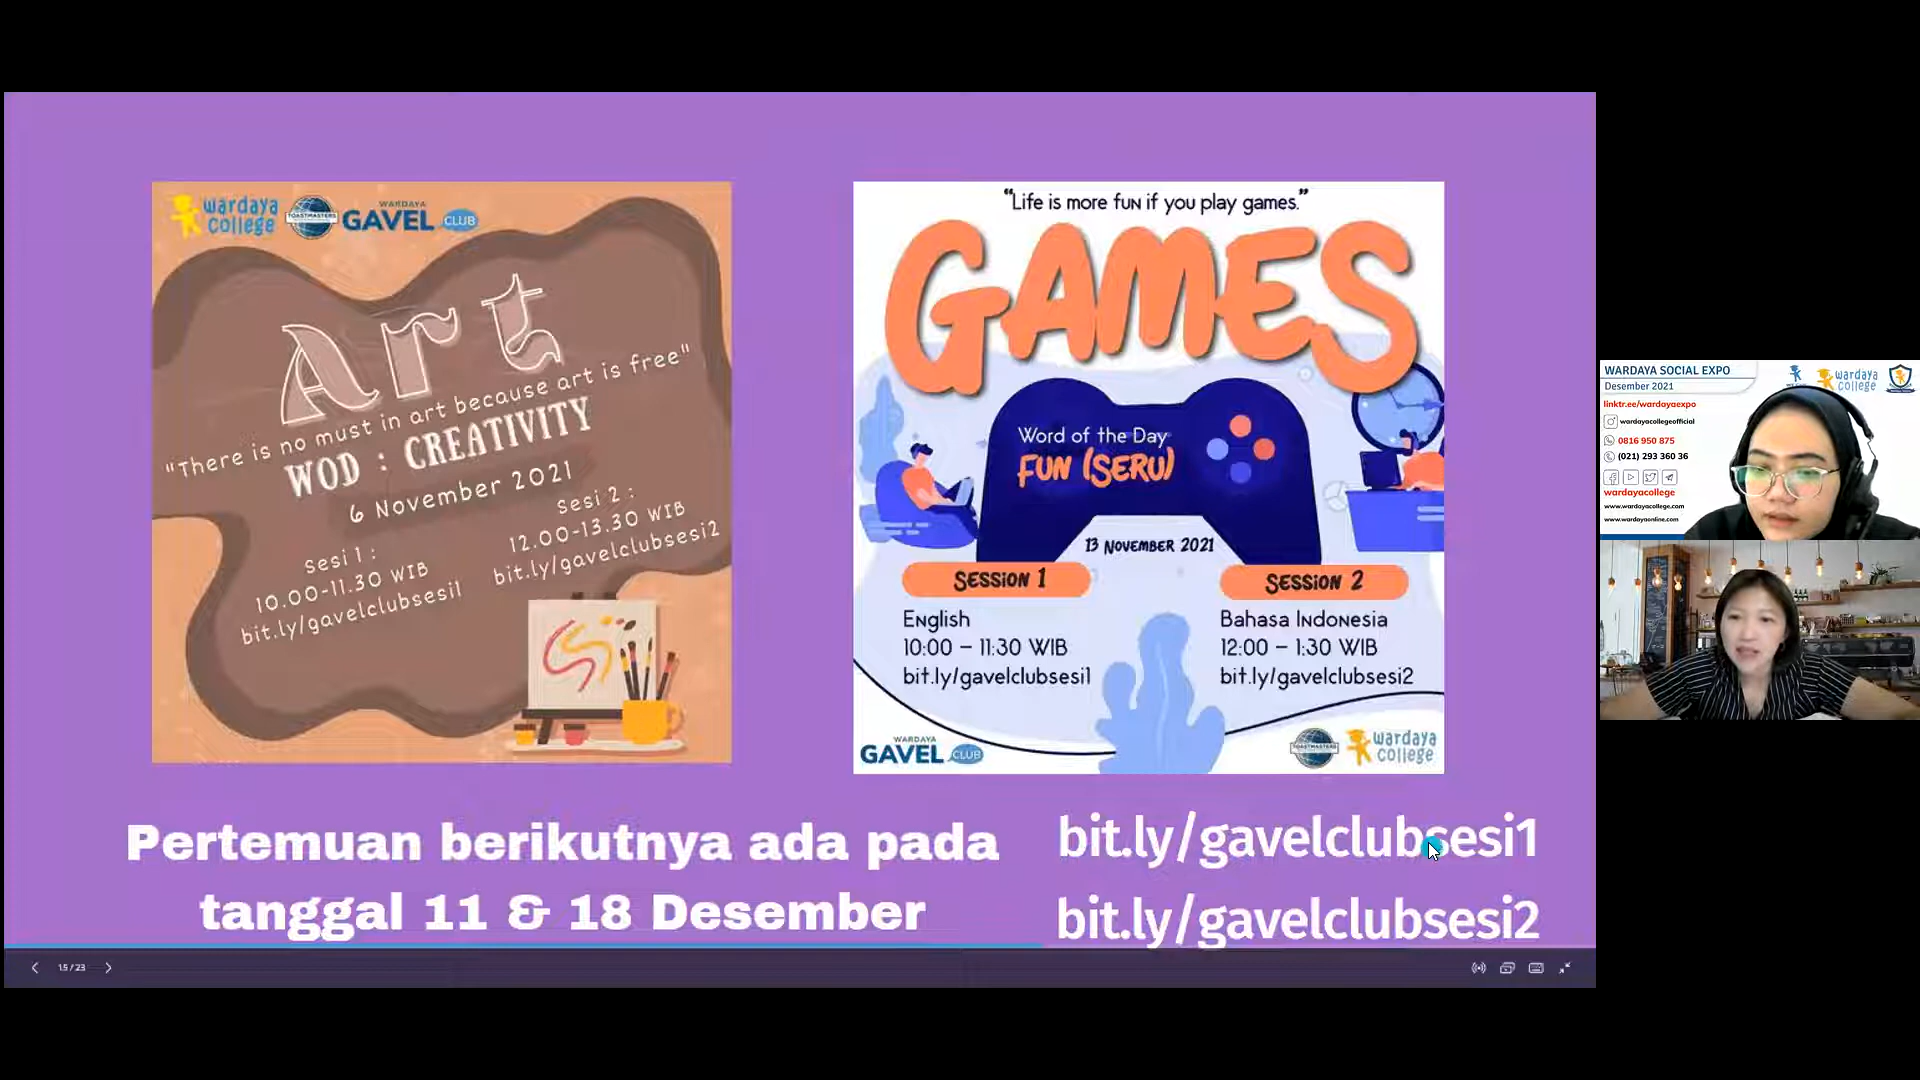 wardaya
college
TOASTMASTERS
WARDAYA
GAVEL CLUB
Art
"There is no must in art because art is free"
WOD : CREATIVITY
6 November 2021
Sesi 1 :
10.00-11.30 WIB
bit.ly/gavelclubsesi1
Sesi 2 :
12.00-13.30 WIB
bit.ly/gavelclubsesi2
"Life is more fun if you play games."
GAMES
Word of the Day
FUN (SERU)
13 NOVEMBER 2021
SESSION 1
English
10:00 – 11:30 WIB
bit.ly/gavelclubsesi1
SESSION 2
Bahasa Indonesia
12:00 – 1:30 WIB
bit.ly/gavelclubsesi2
WARDAYA
GAVEL CLUB
TOASTMASTERS
wardaya
college
Pertemuan berikutnya ada pada
tanggal 11 & 18 Desember
bit.ly/gavelclubsesi1
bit.ly/gavelclubsesi2
15 / 23
WARDAYA SOCIAL EXPO
Desember 2021
wardaya
college
linktr.ee/wardayaexpo
wardayacollegeofficial
0816 950 875
(021) 293 360 36
wardayacollege
www.wardayacollege.com
www.wardayaonline.com